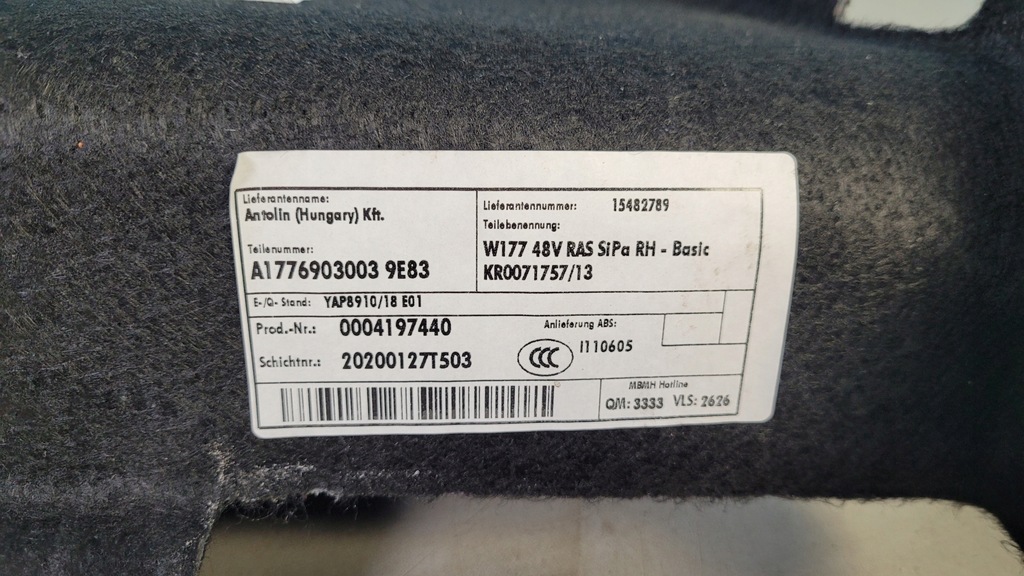 Lieferantenname:
Antolin (Hungary) Kft.
Lieferantennummer: 15482789
Teilebenennung:
W177 48V RAS SiPa RH - Basic
KR0071757/13
Teilenummer:
A1776903003 9E83
E-/Q- Stand: YAP8910/18 E01
Prod.-Nr.: 0004197440
Anlieferung ABS:
I110605
Schichtnr.: 20200127T503
CCC
MBMH Hotline
QM: 3333 VLS: 2626